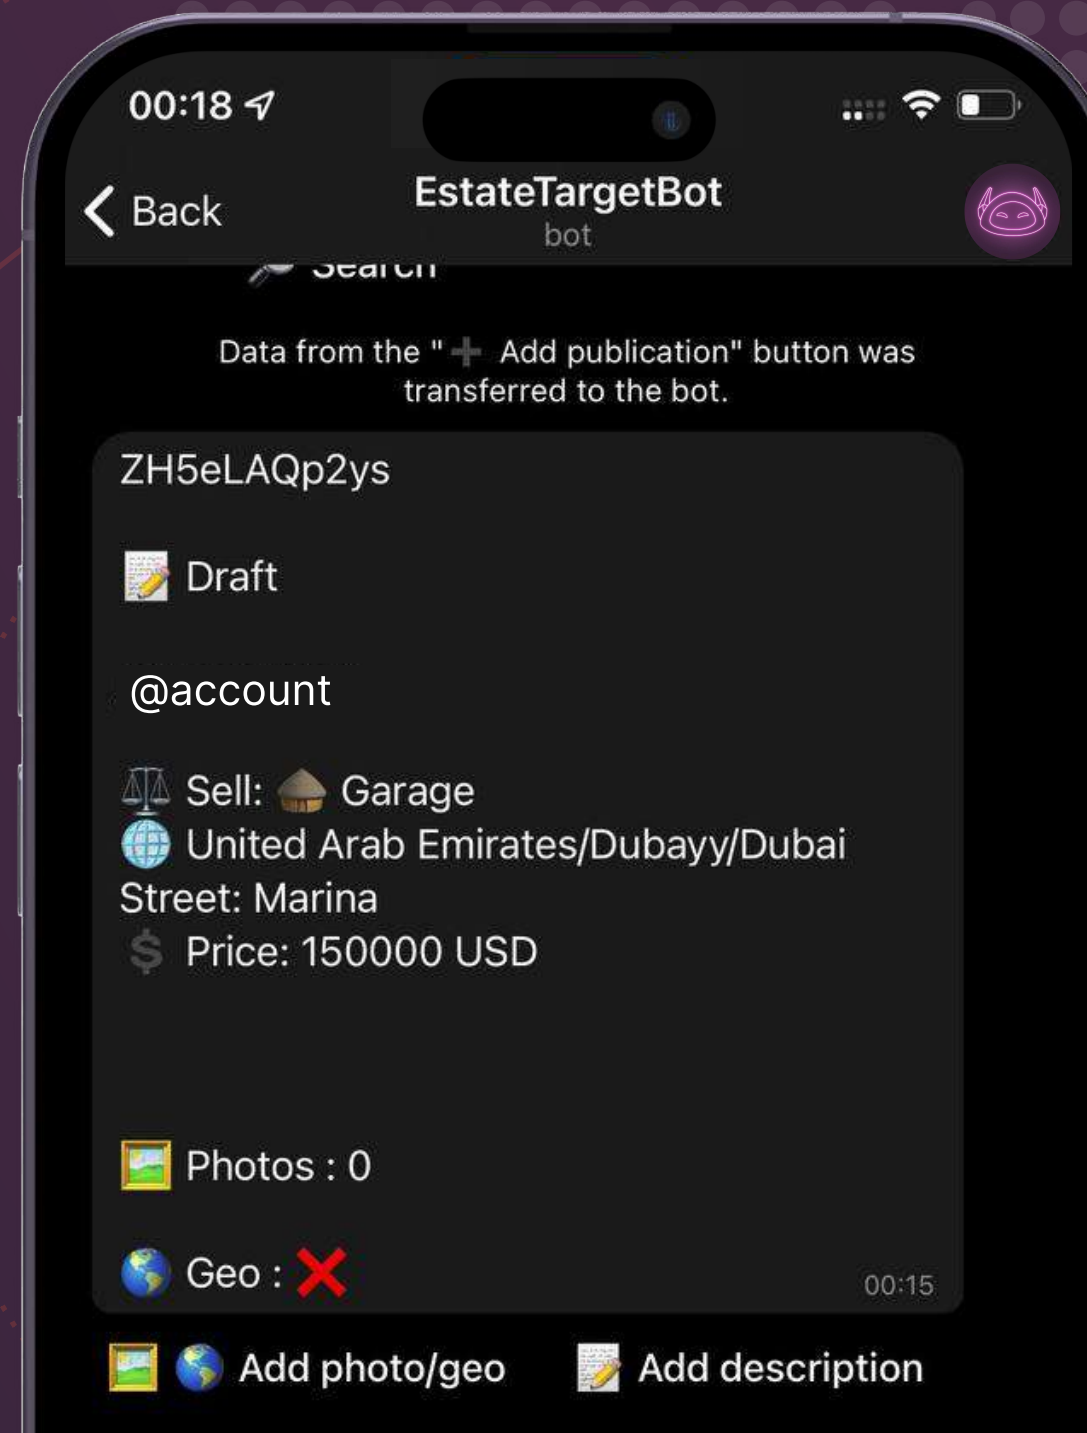 00:18
Back
EstateTargetBot
bot
Search
Data from the "➕ Add publication" button was
transferred to the bot.
ZH5eLAQp2ys
📝 Draft
@account
⚖️ Sell: 🛖 Garage
🌐 United Arab Emirates/Dubayy/Dubai
Street: Marina
💲 Price: 150000 USD
🖼️ Photos : 0
🌎 Geo : ❌
00:15
🖼️ 🌎 Add photo/geo
📝 Add description